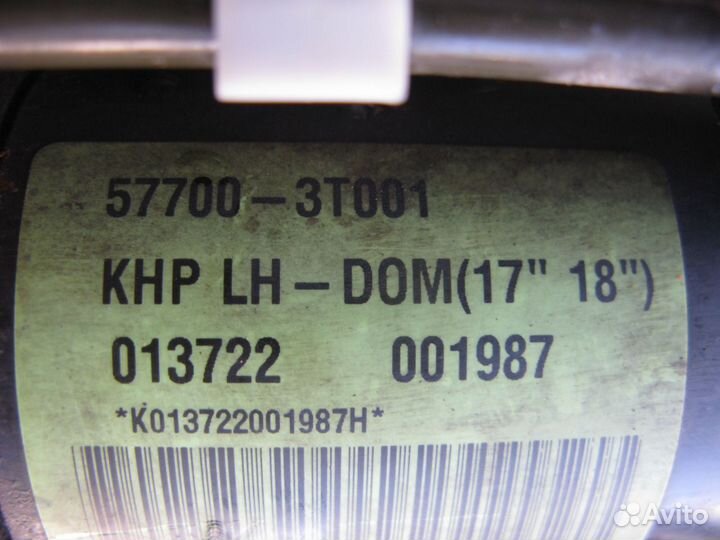 57700-3T001
KHP LH-DOM(17" 18")
013722 001987
*K013722001987H*
Avito